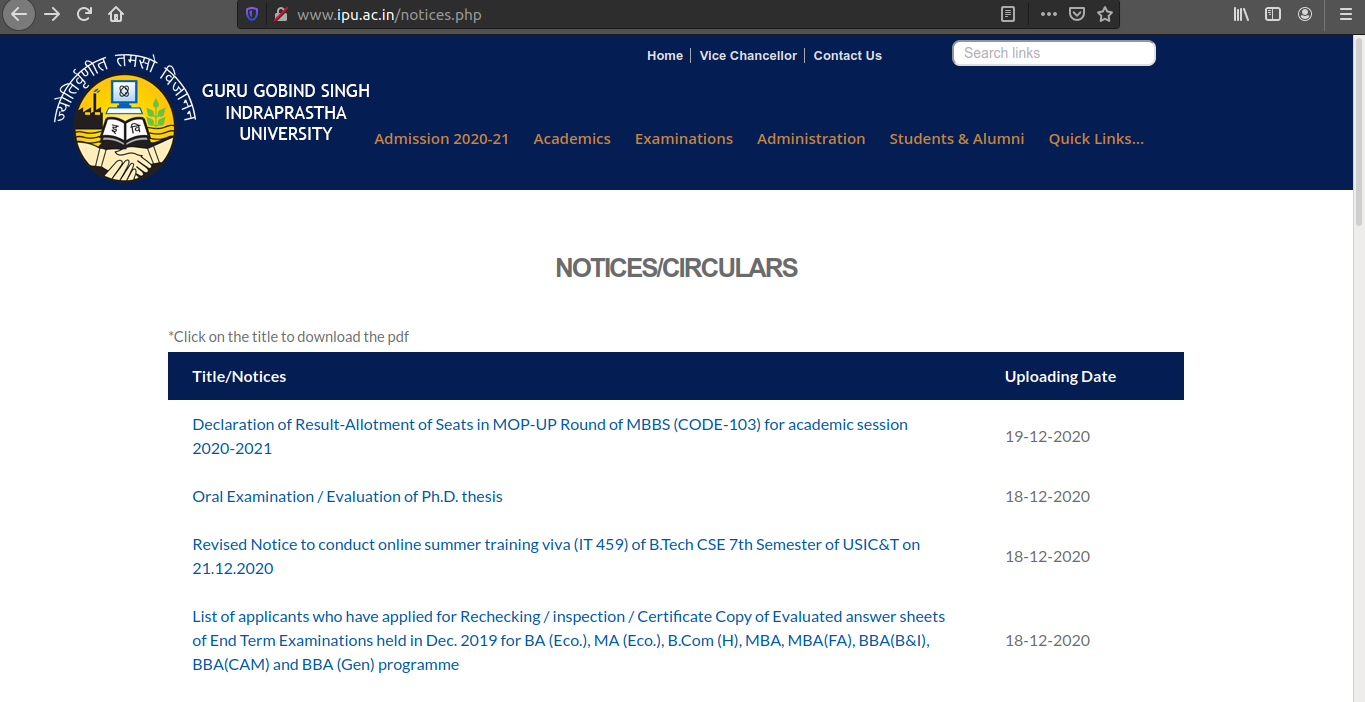 www.ipu.ac.in/notices.php
Home
Vice Chancellor
Contact Us
Search links
ज्योतिर्वृणीत तमसो विजानन
इ वि
GURU GOBIND SINGH
INDRAPRASTHA
UNIVERSITY
Admission 2020-21
Academics
Examinations
Administration
Students & Alumni
Quick Links...
NOTICES/CIRCULARS
*Click on the title to download the pdf
Title/Notices
Uploading Date
Declaration of Result-Allotment of Seats in MOP-UP Round of MBBS (CODE-103) for academic session
2020-2021
19-12-2020
Oral Examination / Evaluation of Ph.D. thesis
18-12-2020
Revised Notice to conduct online summer training viva (IT 459) of B.Tech CSE 7th Semester of USIC&T on
21.12.2020
18-12-2020
List of applicants who have applied for Rechecking / inspection / Certificate Copy of Evaluated answer sheets
of End Term Examinations held in Dec. 2019 for BA (Eco.), MA (Eco.), B.Com (H), MBA, MBA(FA), BBA(B&I),
BBA(CAM) and BBA (Gen) programme
18-12-2020